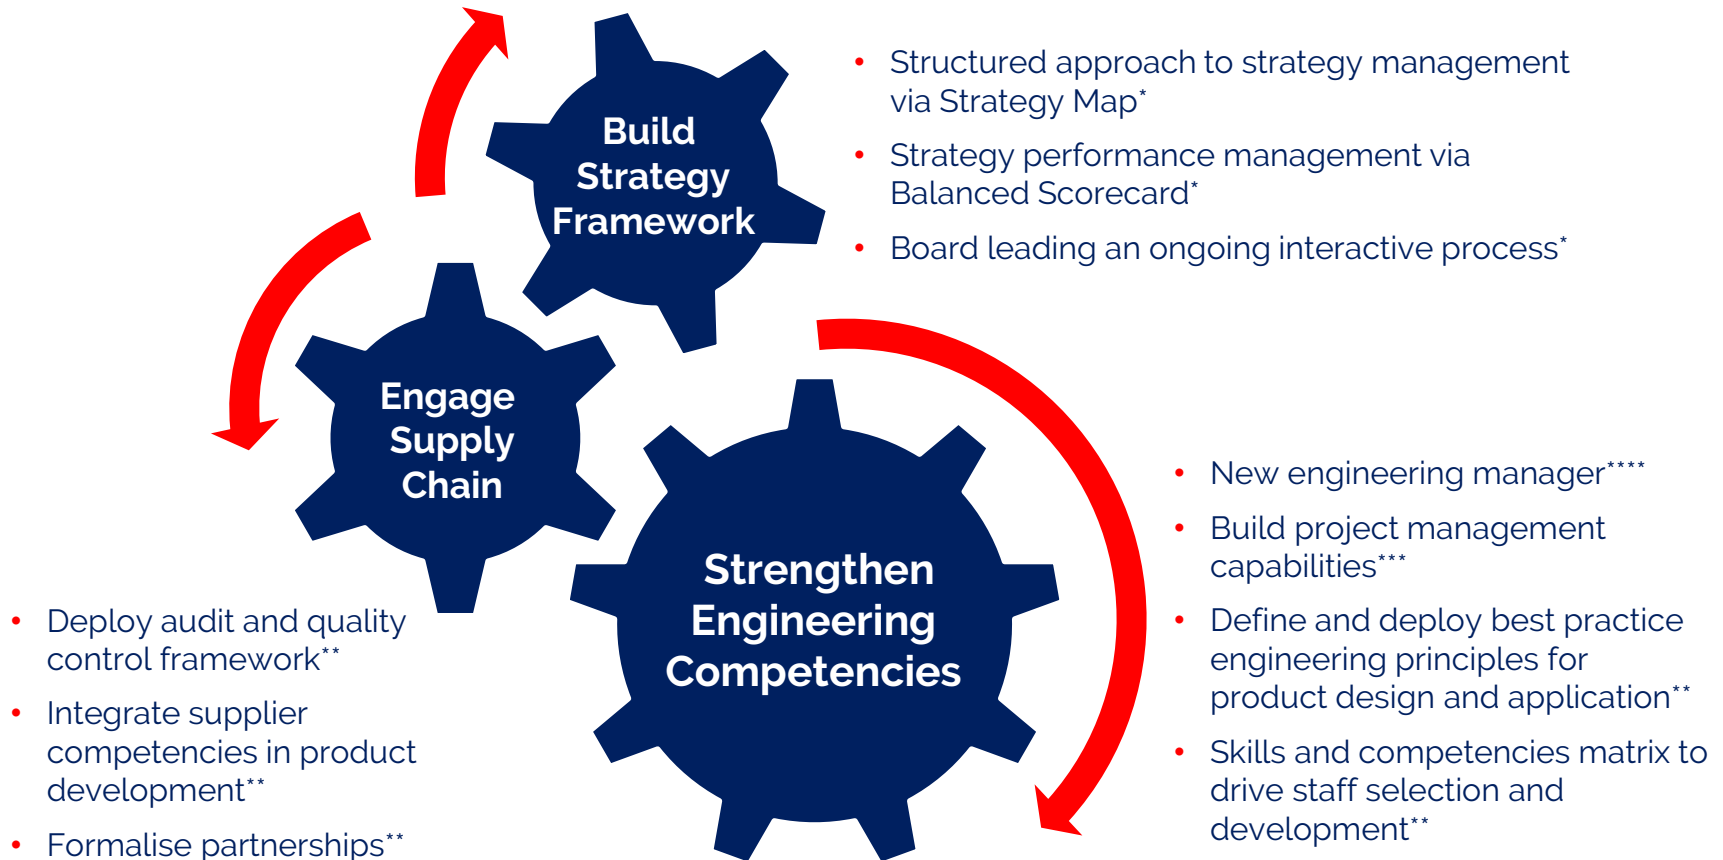 Build
Strategy
Framework
• Structured approach to strategy management
via Strategy Map*
• Strategy performance management via
Balanced Scorecard*
• Board leading an ongoing interactive process*
Engage
Supply
Chain
• Deploy audit and quality
control framework**
• Integrate supplier
competencies in product
development**
• Formalise partnerships**
Strengthen
Engineering
Competencies
• New engineering manager****
• Build project management
capabilities***
• Define and deploy best practice
engineering principles for
product design and application**
• Skills and competencies matrix to
drive staff selection and
development**